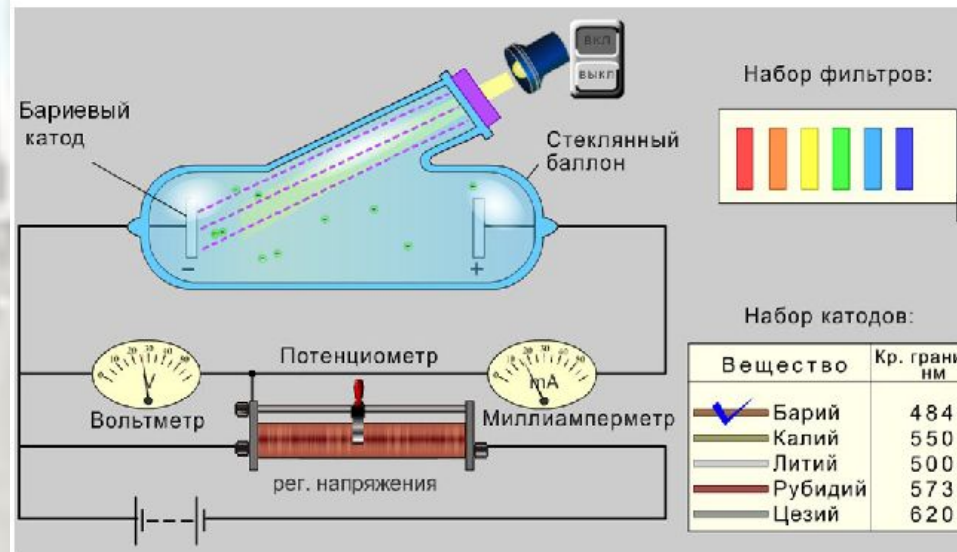 ВКЛ
ВЫКЛ
Набор фильтров:
Бариевый
катод
Стеклянный
баллон
−
+
Набор катодов:
Потенциометр
V
mA
Вольтметр
Миллиамперметр
рег. напряжения
Вещество
Кр. грани
нм
Барий 484
Калий 550
Литий 500
Рубидий 573
Цезий 620